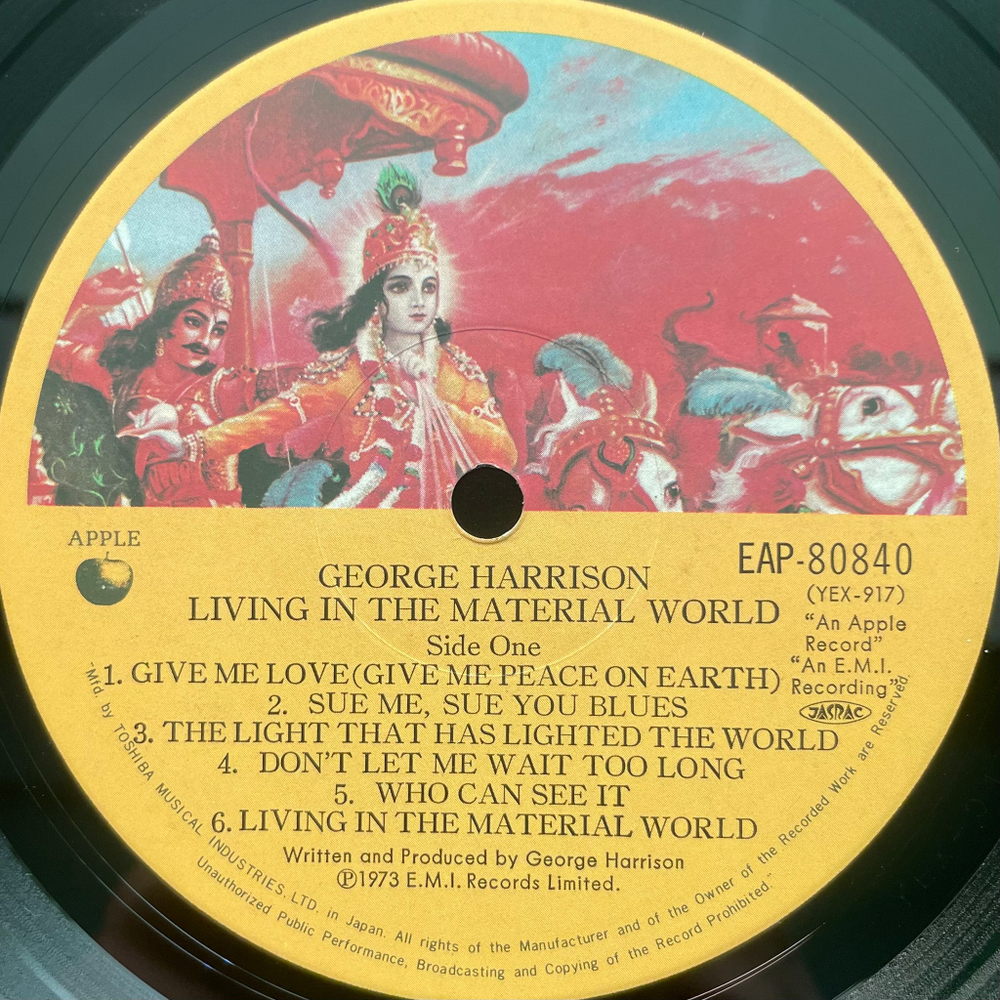 APPLE
EAP-80840
(YEX-917)
GEORGE HARRISON
LIVING IN THE MATERIAL WORLD
"An Apple
Record"
"An E.M.I.
Recording"
JASRAC
Side One
1. GIVE ME LOVE(GIVE ME PEACE ON EARTH)
2. SUE ME, SUE YOU BLUES
3. THE LIGHT THAT HAS LIGHTED THE WORLD
4. DON'T LET ME WAIT TOO LONG
5. WHO CAN SEE IT
6. LIVING IN THE MATERIAL WORLD
Written and Produced by George Harrison
Ⓟ1973 E.M.I. Records Limited.
"Mfd. by TOSHIBA MUSICAL INDUSTRIES, LTD. in Japan. All rights of the Manufacturer and of the Owner of the Recorded Work are Reserved.
Unauthorized Public Performance, Broadcasting and Copying of the Record Prohibited."